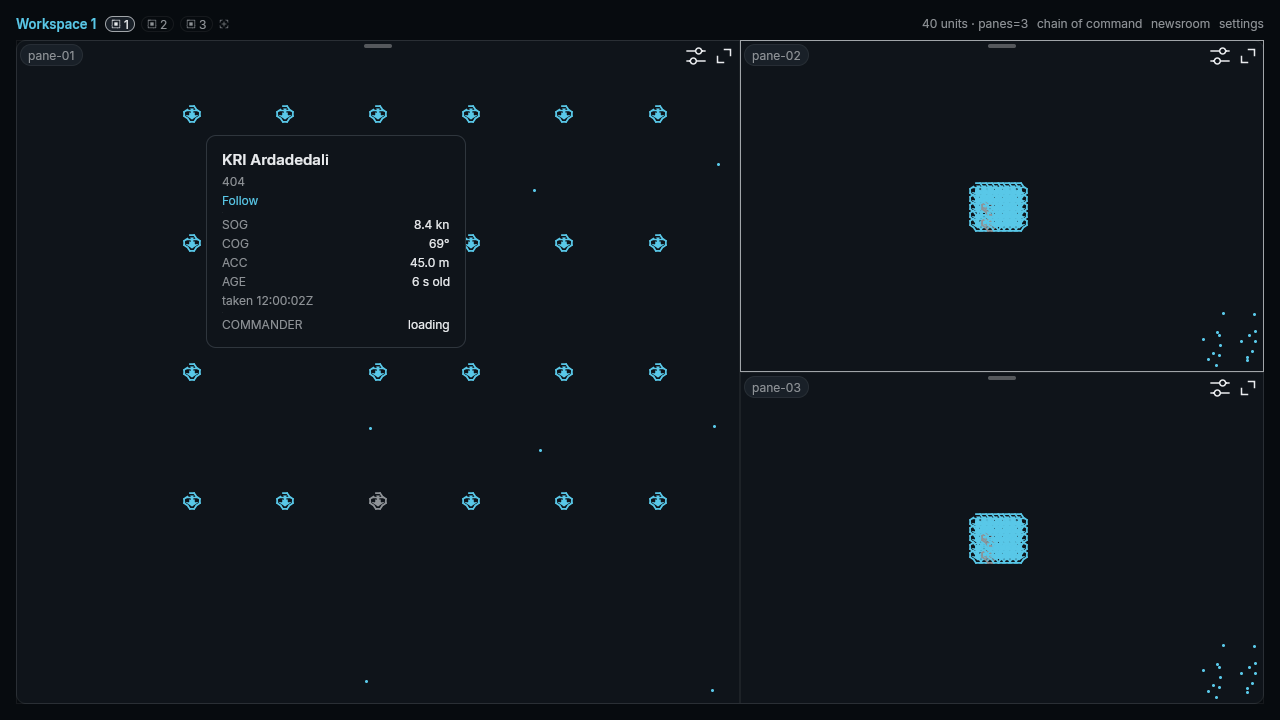 Workspace 1
1
2
3
40 units · panes=3
chain of command
newsroom
settings
pane-01
KRI Ardadedali
404
Follow
SOG 8.4 kn
COG 69°
ACC 45.0 m
AGE 6 s old
taken 12:00:02Z
COMMANDER loading
pane-02
pane-03